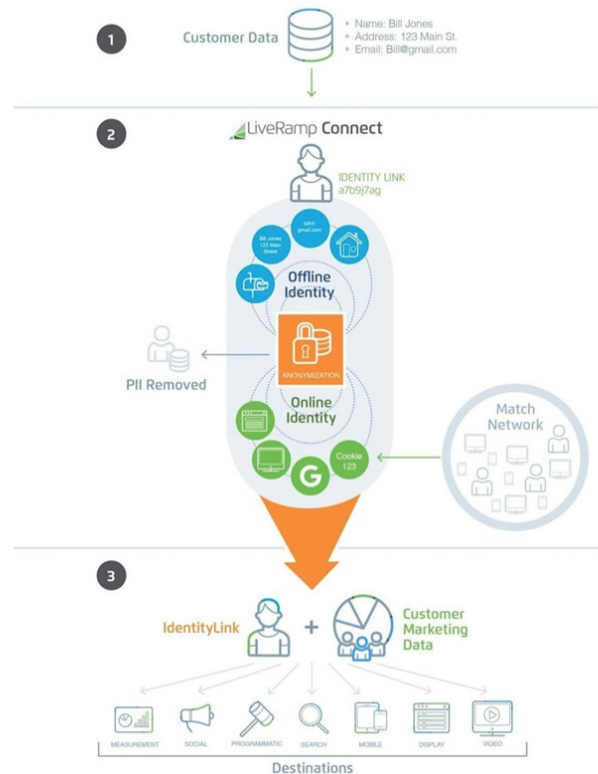 1
Customer Data
• Name: Bill Jones
• Address: 123 Main St.
• Email: Bill@gmail.com
2
LiveRamp Connect
IDENTITY LINK
a7b9j7ag
gmail.com
Bill Jones
123 Main
Street
Offline
Identity
ANONYMIZATION
PII Removed
Online
Identity
Match
Network
Cookie
123
G
3
IdentityLink
+
Customer
Marketing
Data
MEASUREMENT
SOCIAL
PROGRAMMATIC
SEARCH
MOBILE
DISPLAY
VIDEO
Destinations